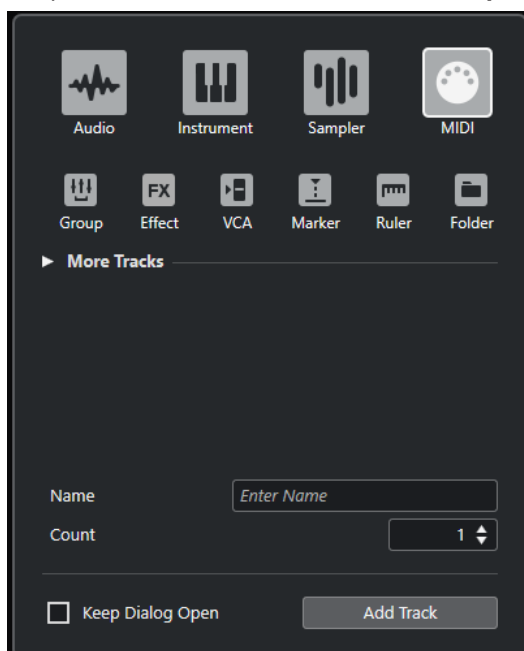 Audio Instrument Sampler MIDI
FX
Group Effect VCA Marker Ruler Folder
More Tracks
Name Enter Name
Count 1
Keep Dialog Open Add Track